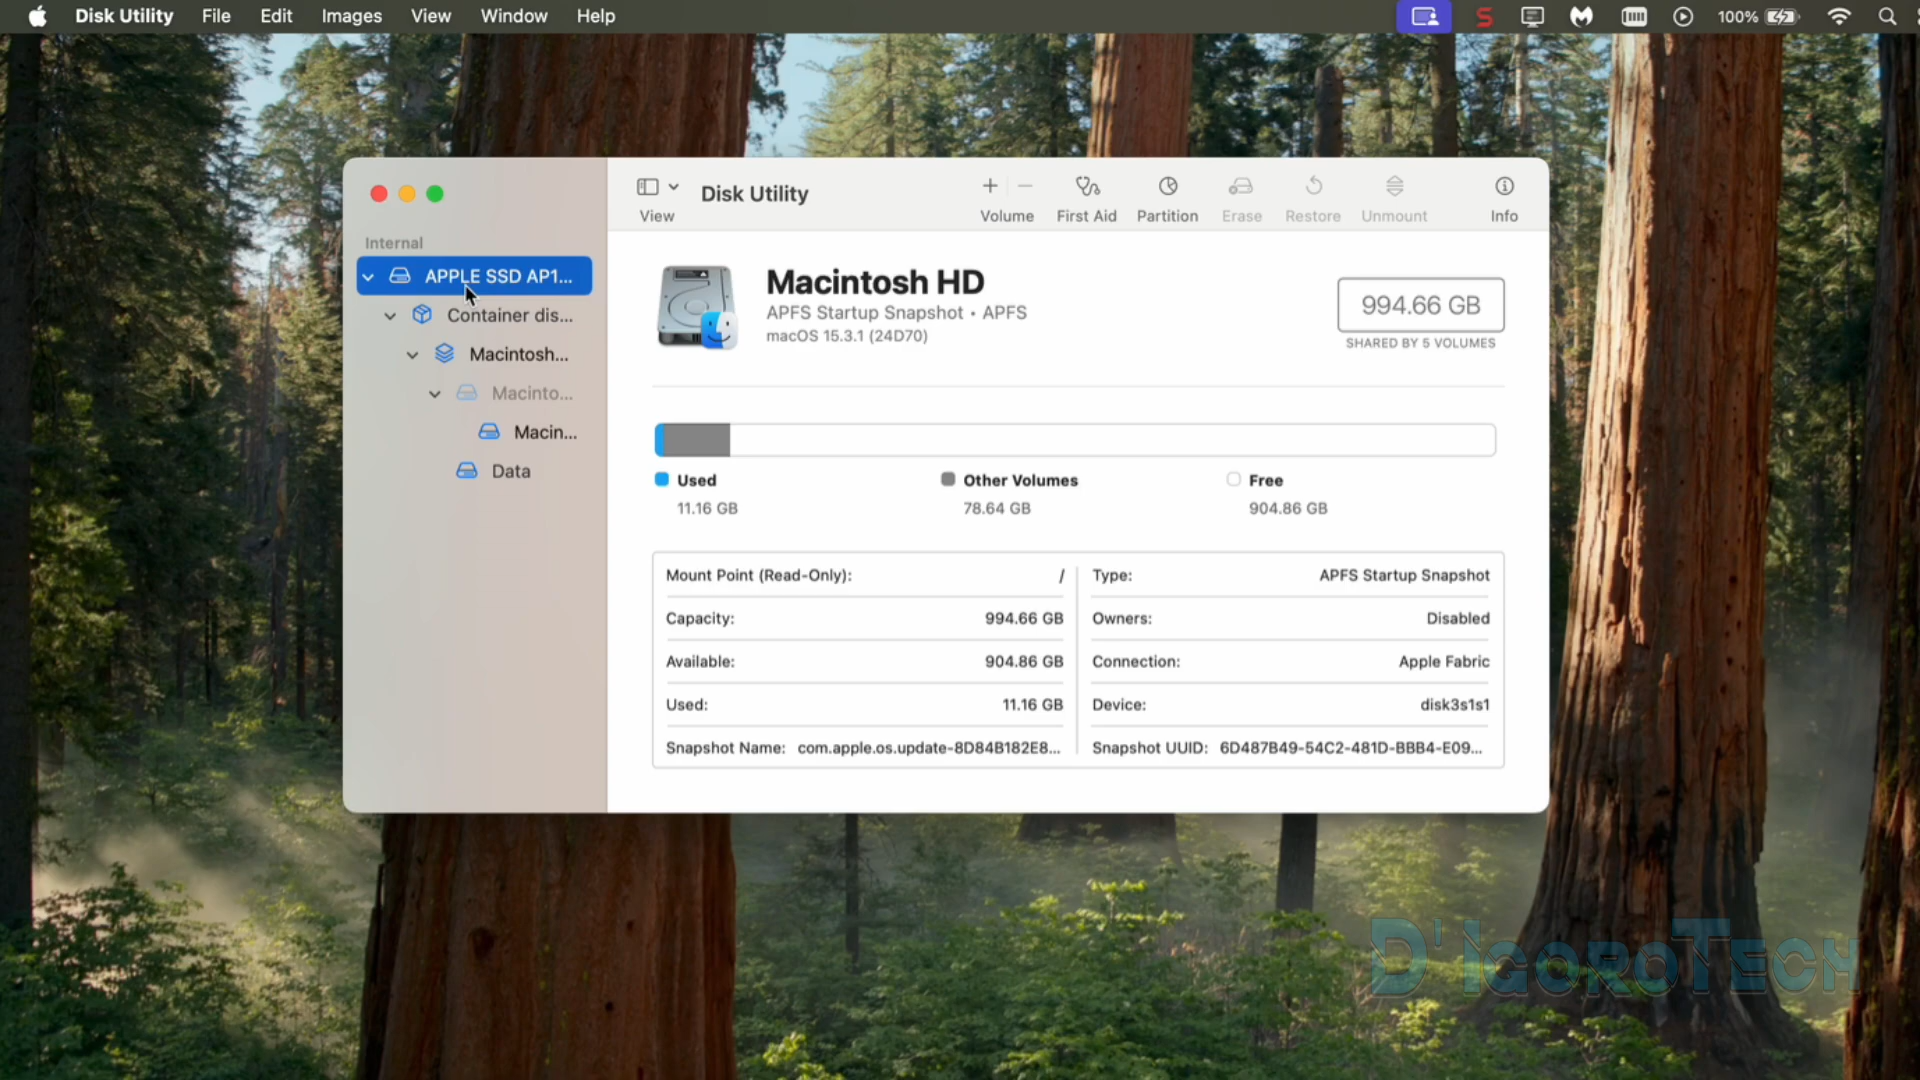 Disk Utility File Edit Images View Window Help 100%
Disk Utility
View
Volume First Aid Partition Erase Restore Unmount Info
Internal
APPLE SSD AP1...
Container dis...
Macintosh...
Macinto...
Macin...
Data
Macintosh HD
APFS Startup Snapshot • APFS
macOS 15.3.1 (24D70)
994.66 GB
SHARED BY 5 VOLUMES
Used
11.16 GB
Other Volumes
78.64 GB
Free
904.86 GB
Mount Point (Read-Only): /
Capacity: 994.66 GB
Available: 904.86 GB
Used: 11.16 GB
Snapshot Name: com.apple.os.update-8D84B182E8...
Type: APFS Startup Snapshot
Owners: Disabled
Connection: Apple Fabric
Device: disk3s1s1
Snapshot UUID: 6D487B49-54C2-481D-BBB4-E09...
D'IGOROTECH